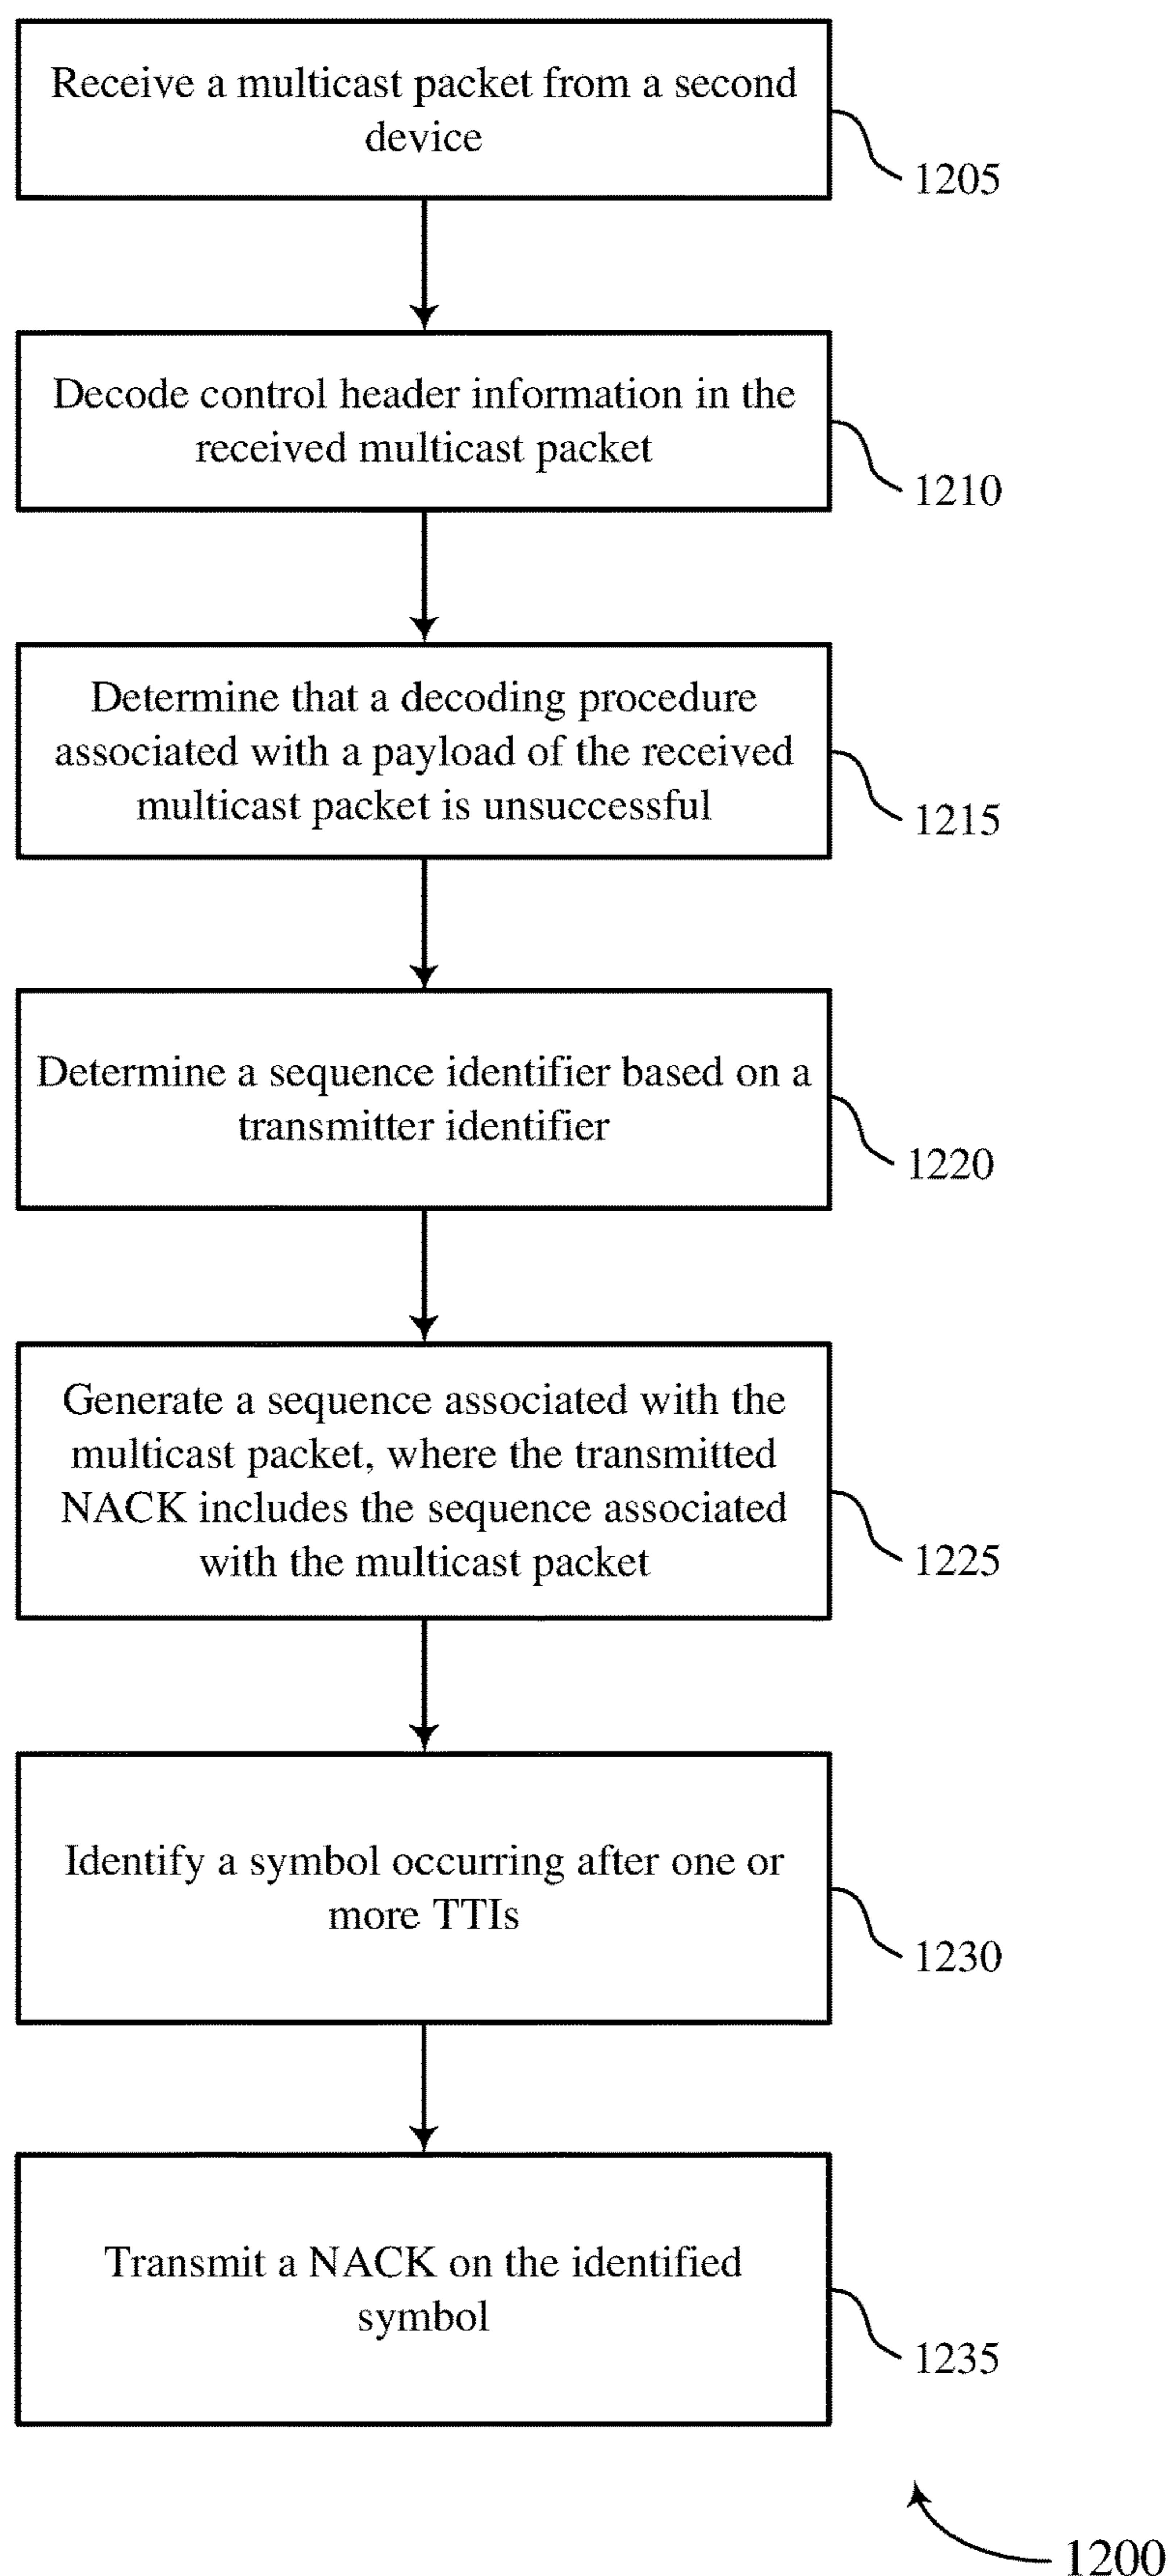 Receive a multicast packet from a second
device
1205
Decode control header information in the
received multicast packet
1210
Determine that a decoding procedure
associated with a payload of the received
multicast packet is unsuccessful
1215
Determine a sequence identifier based on a
transmitter identifier
1220
Generate a sequence associated with the
multicast packet, where the transmitted
NACK includes the sequence associated
with the multicast packet
1225
Identify a symbol occurring after one or
more TTIs
1230
Transmit a NACK on the identified
symbol
1235
1200